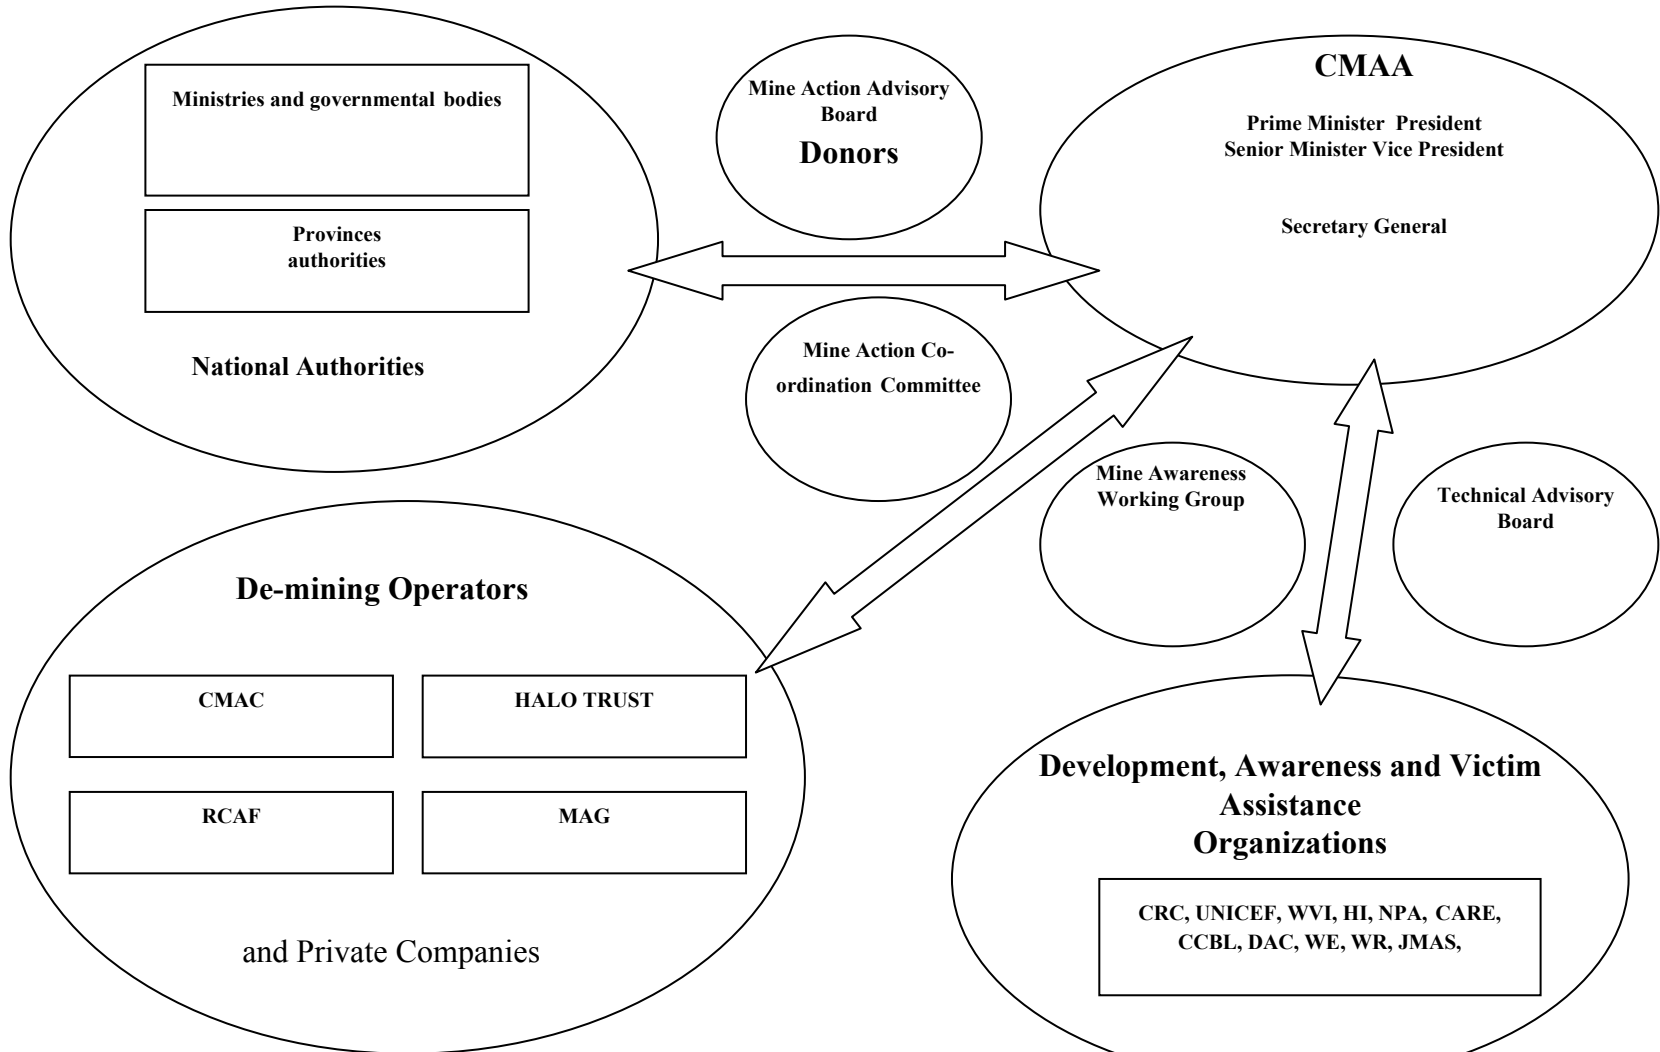 Ministries and governmental bodies
Provinces
authorities
National Authorities
Mine Action Advisory
Board
Donors
CMAA
Prime Minister President
Senior Minister Vice President
Secretary General
Mine Action Co-
ordination Committee
Mine Awareness
Working Group
Technical Advisory
Board
De-mining Operators
CMAC
HALO TRUST
RCAF
MAG
and Private Companies
Development, Awareness and Victim
Assistance
Organizations
CRC, UNICEF, WVI, HI, NPA, CARE,
CCBL, DAC, WE, WR, JMAS,